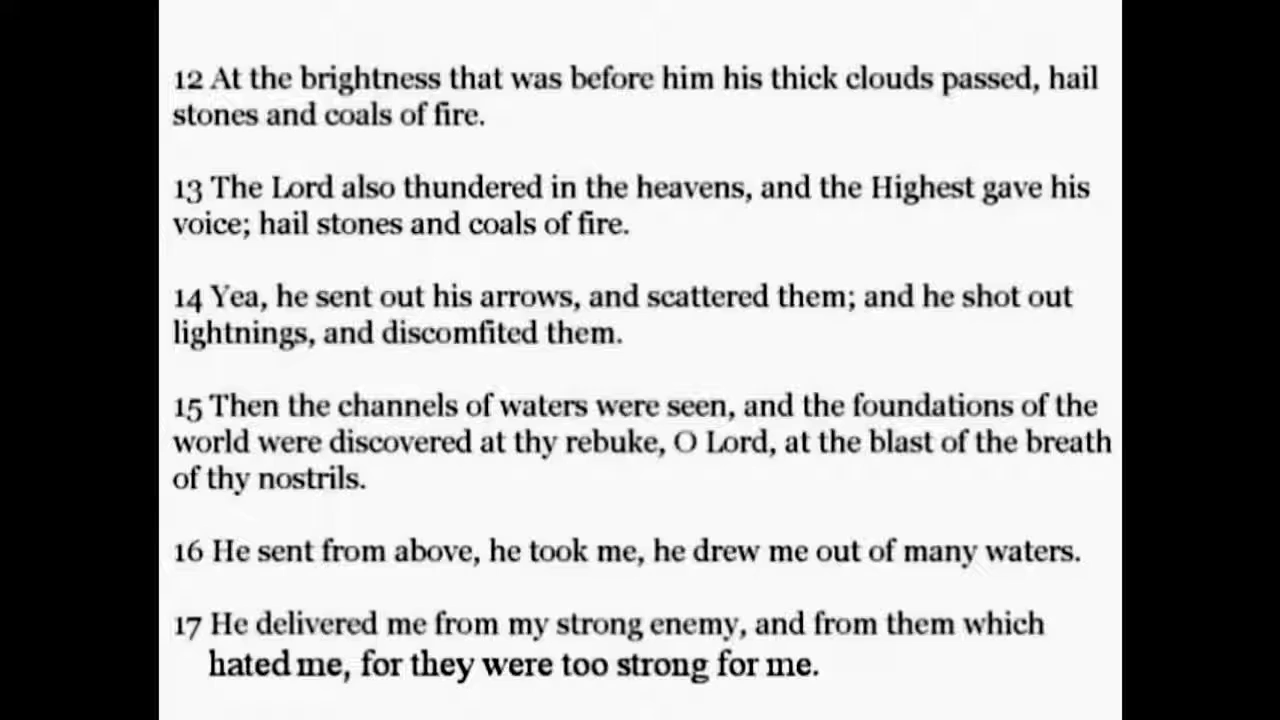 12 At the brightness that was before him his thick clouds passed, hail
stones and coals of fire.
13 The Lord also thundered in the heavens, and the Highest gave his
voice; hail stones and coals of fire.
14 Yea, he sent out his arrows, and scattered them; and he shot out
lightnings, and discomfited them.
15 Then the channels of waters were seen, and the foundations of the
world were discovered at thy rebuke, O Lord, at the blast of the breath
of thy nostrils.
16 He sent from above, he took me, he drew me out of many waters.
17 He delivered me from my strong enemy, and from them which
hated me, for they were too strong for me.